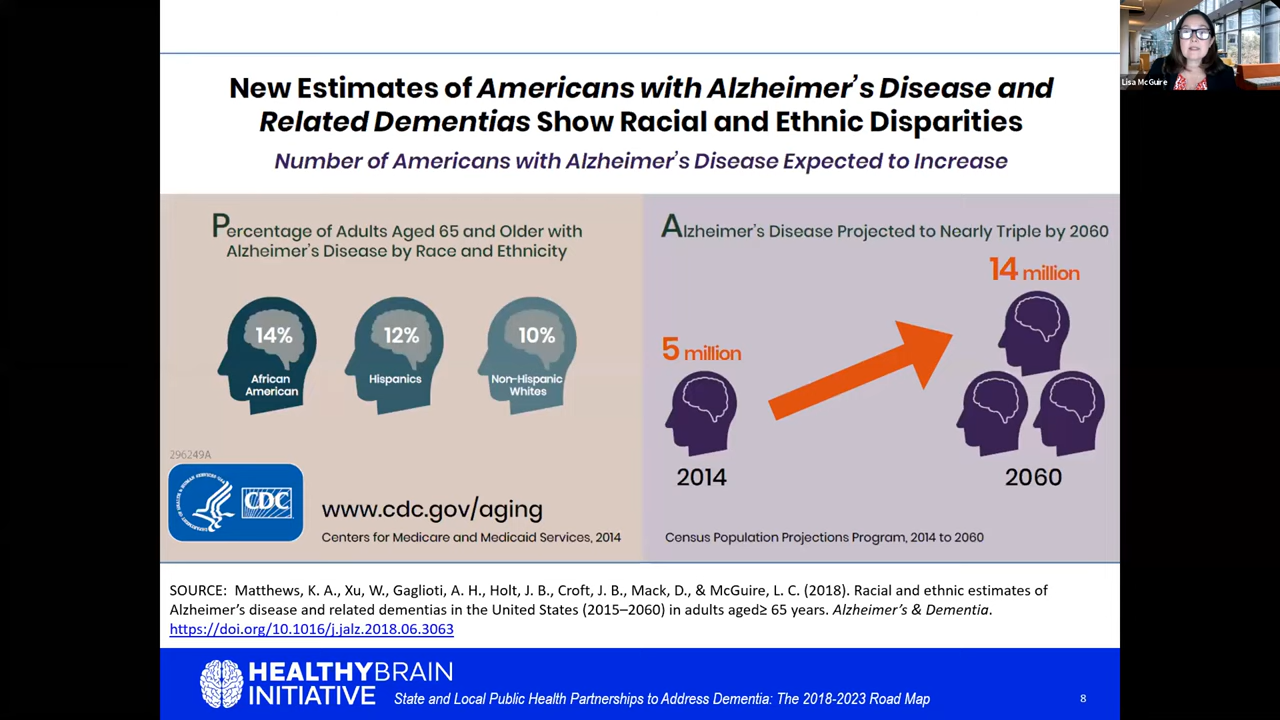 Lisa McGuire
New Estimates of Americans with Alzheimer's Disease and
Related Dementias Show Racial and Ethnic Disparities
Number of Americans with Alzheimer's Disease Expected to Increase
Percentage of Adults Aged 65 and Older with
Alzheimer's Disease by Race and Ethnicity
14%
African
American
12%
Hispanics
10%
Non-Hispanic
Whites
296249A
CDC
www.cdc.gov/aging
Centers for Medicare and Medicaid Services, 2014
Alzheimer's Disease Projected to Nearly Triple by 2060
14 million
5 million
2014
2060
Census Population Projections Program, 2014 to 2060
SOURCE: Matthews, K. A., Xu, W., Gaglioti, A. H., Holt, J. B., Croft, J. B., Mack, D., & McGuire, L. C. (2018). Racial and ethnic estimates of
Alzheimer's disease and related dementias in the United States (2015–2060) in adults aged≥ 65 years. Alzheimer's & Dementia.
https://doi.org/10.1016/j.jalz.2018.06.3063
HEALTHYBRAIN
INITIATIVE
State and Local Public Health Partnerships to Address Dementia: The 2018-2023 Road Map
8